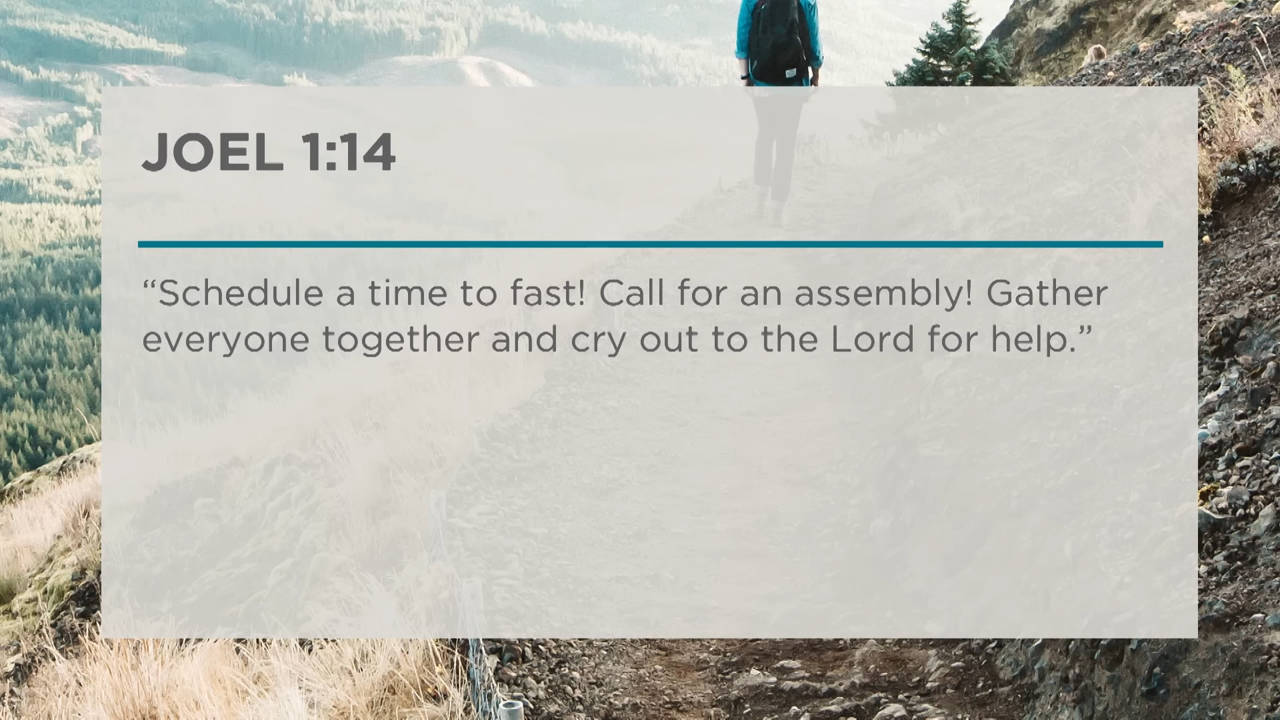 JOEL 1:14
“Schedule a time to fast! Call for an assembly! Gather
everyone together and cry out to the Lord for help.”